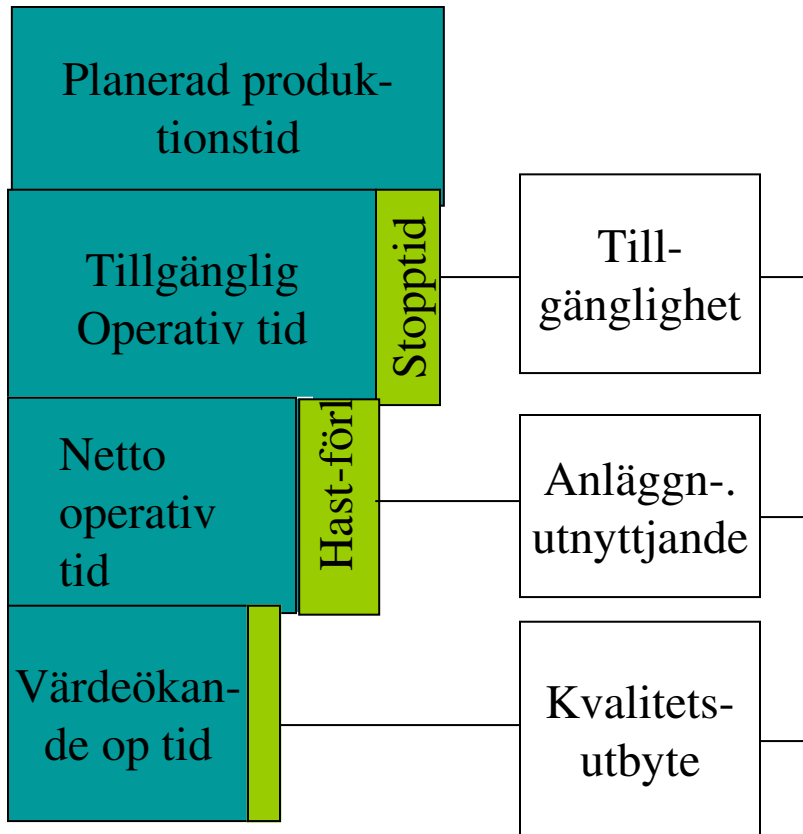 Planerad produk-
tionstid
Tillgänglig
Operativ tid
Stopptid
Till-
gänglighet
Netto
operativ
tid
Hast-förl
Anläggn-.
utnyttjande
Värdeökan-
de op tid
Kvalitets-
utbyte